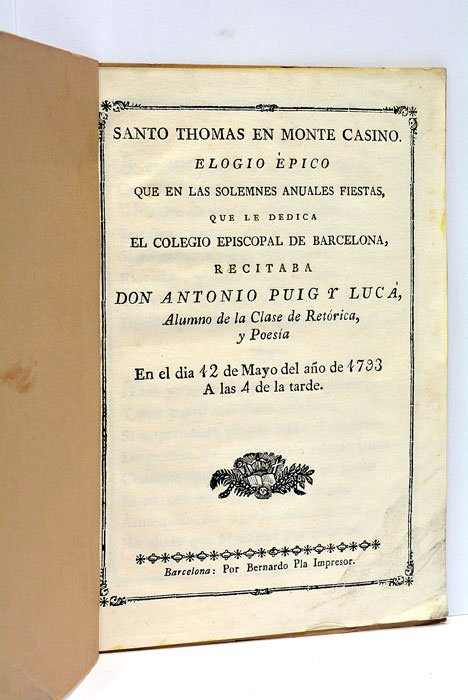 SANTO THOMAS EN MONTE CASINO.
ELOGIO ÉPICO
QUE EN LAS SOLEMNES ANUALES FIESTAS,
QUE LE DEDICA
EL COLEGIO EPISCOPAL DE BARCELONA,
RECITABA
DON ANTONIO PUIG Y LUCÁ,
Alumno de la Clase de Retórica,
y Poesía
En el dia 12 de Mayo del año de 1793
A las 4 de la tarde.
Barcelona: Por Bernardo Pla Impresor.